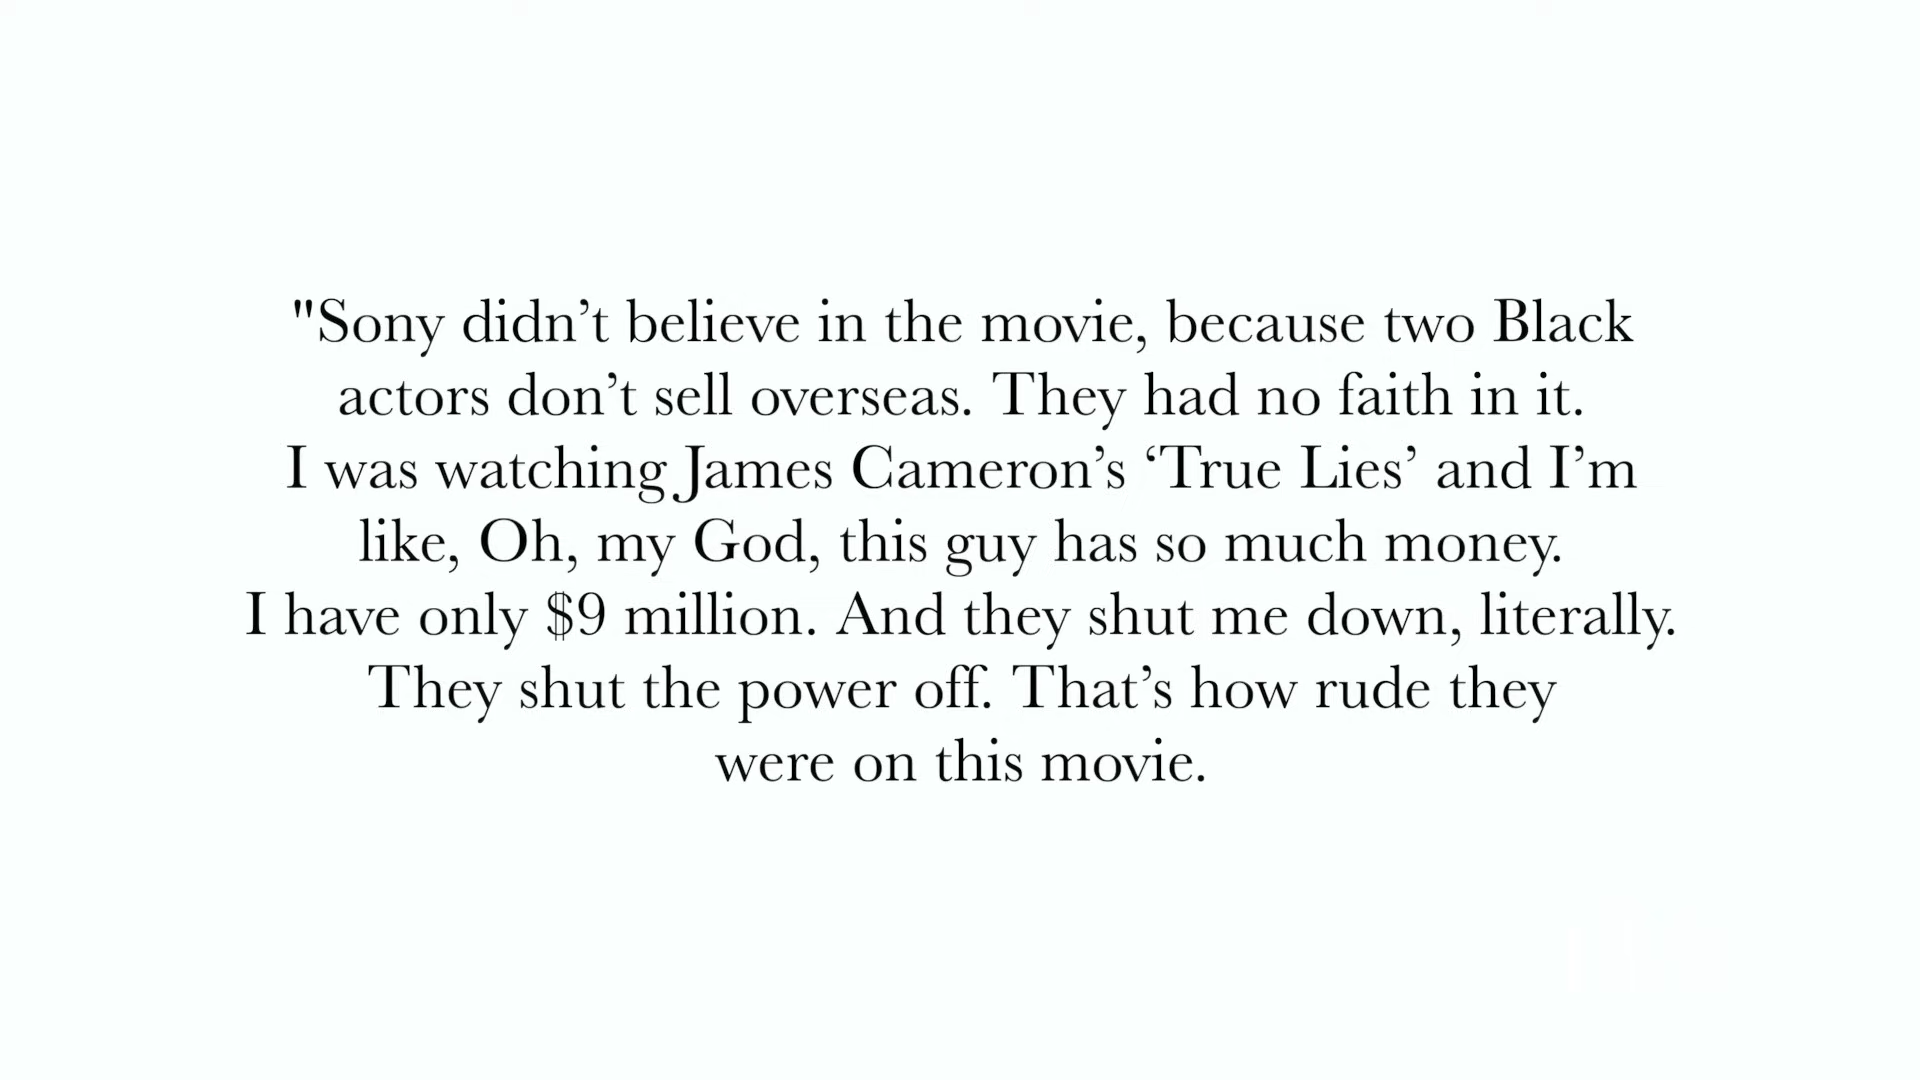 "Sony didn’t believe in the movie, because two Black
actors don’t sell overseas. They had no faith in it.
I was watching James Cameron’s ‘True Lies’ and I’m
like, Oh, my God, this guy has so much money.
I have only $9 million. And they shut me down, literally.
They shut the power off. That’s how rude they
were on this movie.